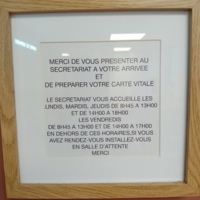 MERCI DE VOUS PRESENTER AU
SECRETARIAT A VOTRE ARRIVEE
ET
DE PREPARER VOTRE CARTE VITALE
LE SECRETARIAT VOUS ACCUEILLE LES
LUNDIS, MARDIS, JEUDIS DE 8H45 A 13H00
ET DE 14H00 A 18H00
LES VENDREDIS
DE 8H45 A 13H00 ET DE 14H00 A 17H00
EN DEHORS DE CES HORAIRES,SI VOUS
AVEZ RENDEZ-VOUS INSTALLEZ-VOUS
EN SALLE D'ATTENTE
MERCI